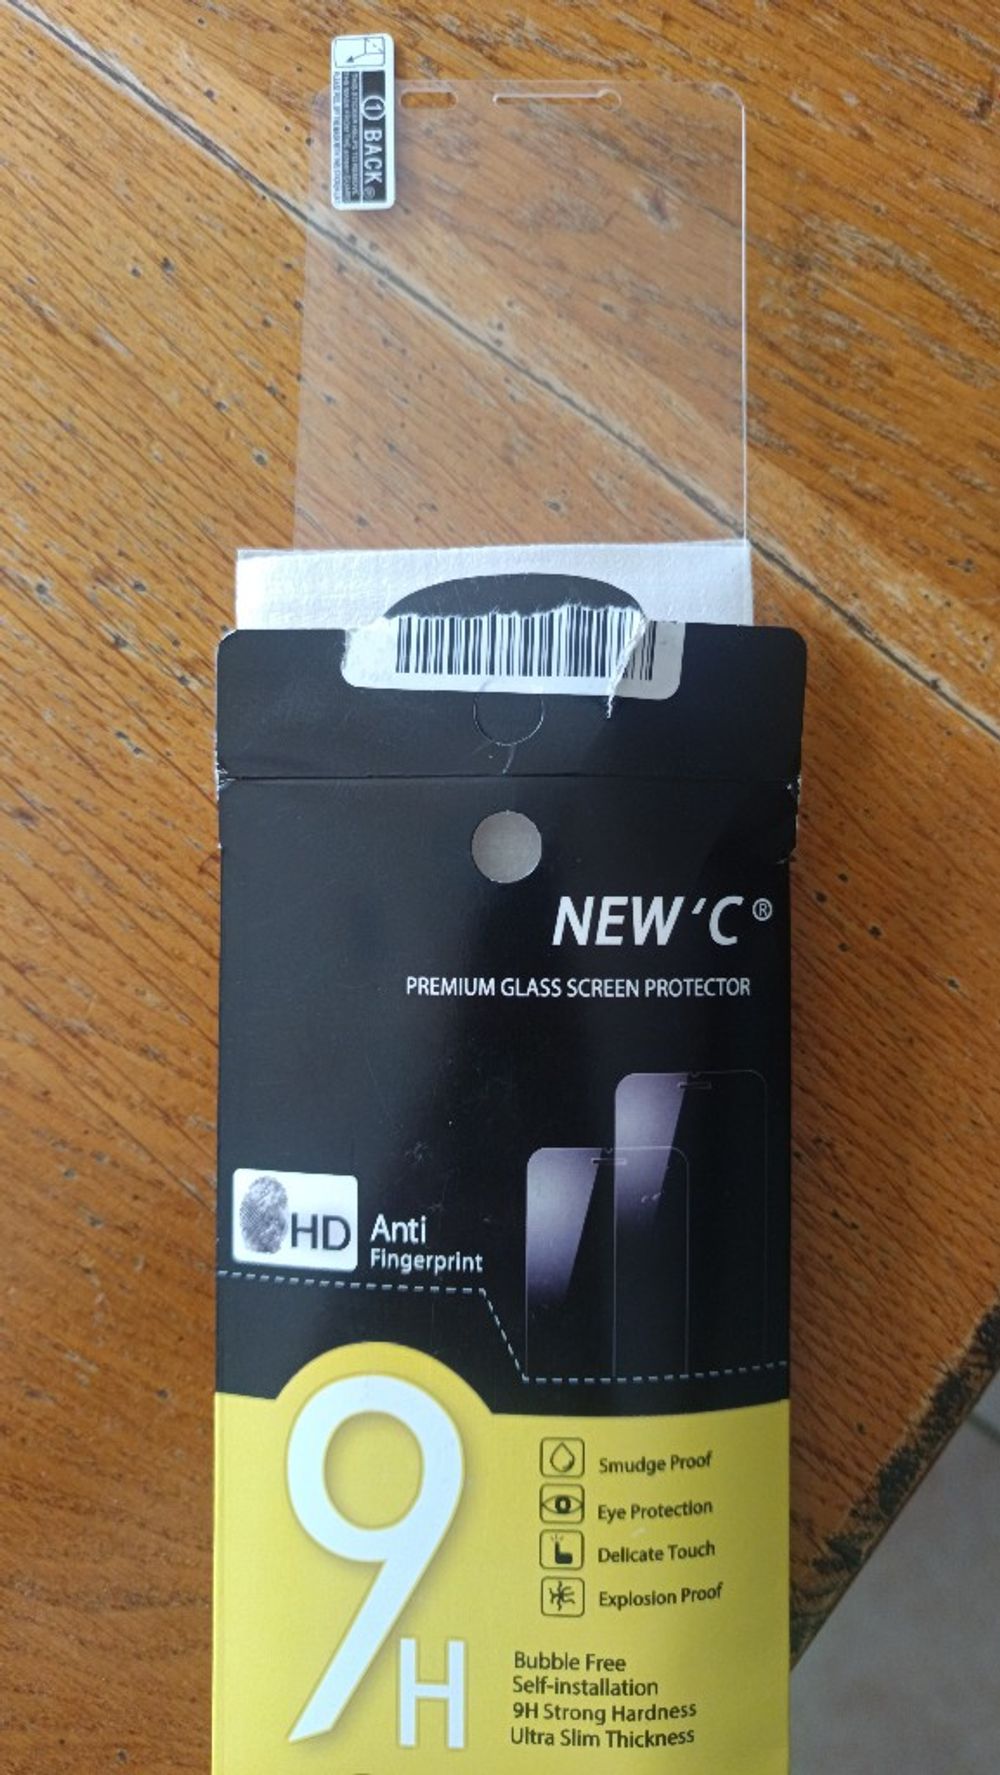 1 BACK
NEW 'C®
PREMIUM GLASS SCREEN PROTECTOR
HD
Anti
Fingerprint
9H
Smudge Proof
Eye Protection
Delicate Touch
Explosion Proof
Bubble Free
Self-installation
9H Strong Hardness
Ultra Slim Thickness